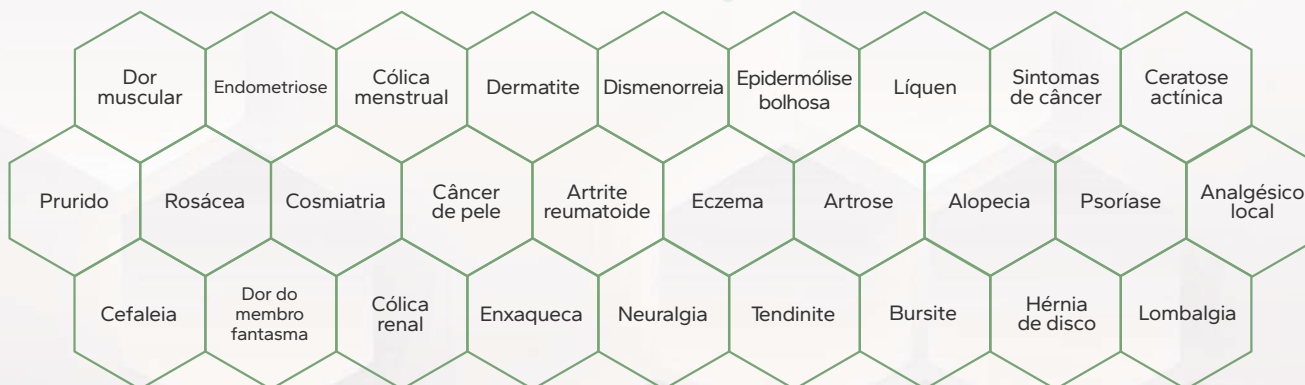 Dor
muscular
Endometriose
Cólica
menstrual
Dermatite
Dismenorreia
Epidermólise
bolhosa
Líquen
Sintomas
de câncer
Ceratose
actínica
Prurido
Rosácea
Cosmiatria
Câncer
de pele
Artrite
reumatoide
Eczema
Artrose
Alopecia
Psoríase
Analgésico
local
Cefaleia
Dor do
membro
fantasma
Cólica
renal
Enxaqueca
Neuralgia
Tendinite
Bursite
Hérnia
de disco
Lombalgia